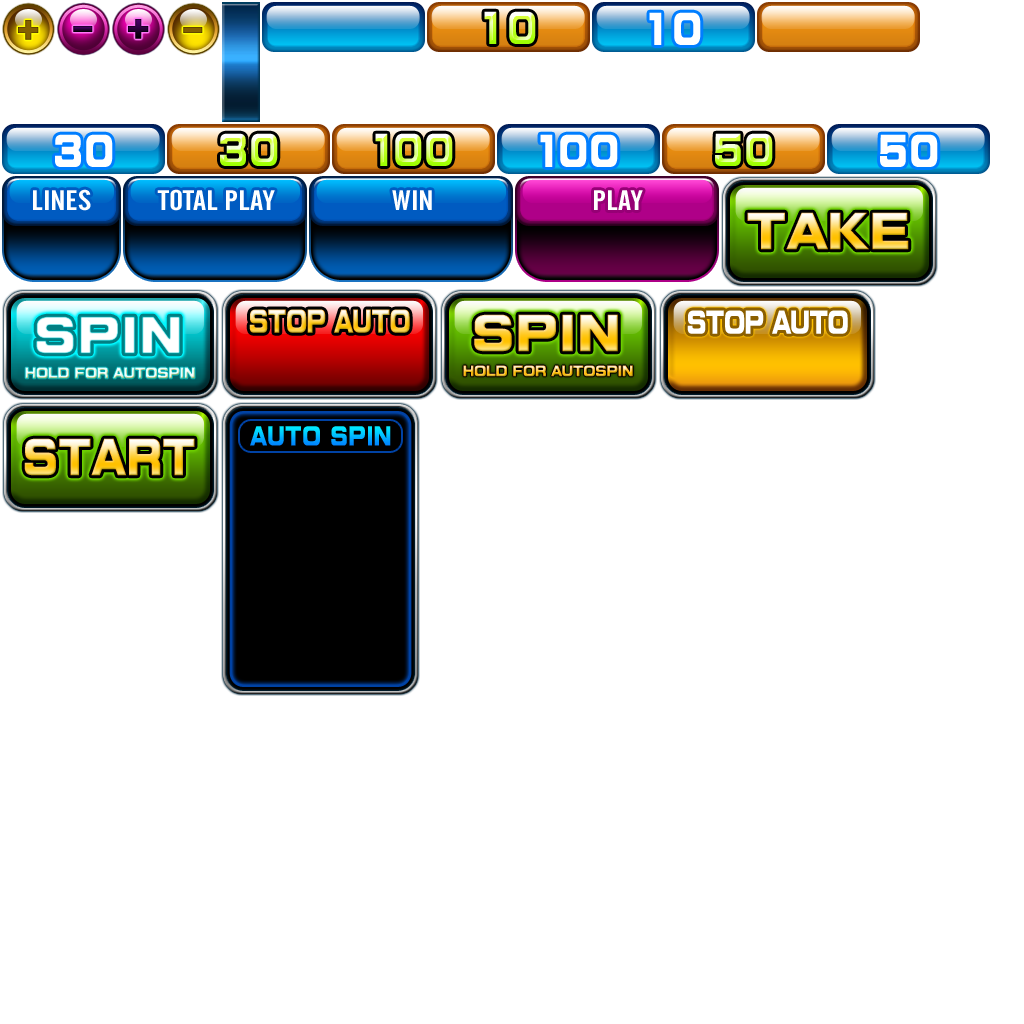 + - + -
10 10
30 30 100 100 50 50
LINES TOTAL PLAY WIN PLAY
TAKE
SPIN
HOLD FOR AUTOSPIN
STOP AUTO
SPIN
HOLD FOR AUTOSPIN
STOP AUTO
START
AUTO SPIN